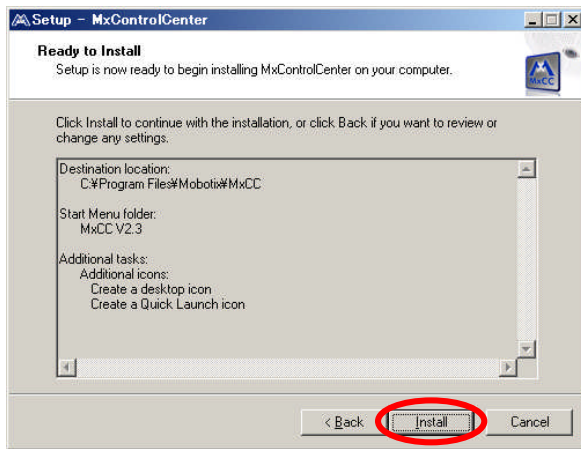 Setup - MxControlCenter
Ready to Install
Setup is now ready to begin installing MxControlCenter on your computer.
MxCC
Click Install to continue with the installation, or click Back if you want to review or
change any settings.
Destination location:
C:¥Program Files¥Mobotix¥MxCC
Start Menu folder:
MxCC V2.3
Additional tasks:
Additional icons:
Create a desktop icon
Create a Quick Launch icon
< Back Install Cancel